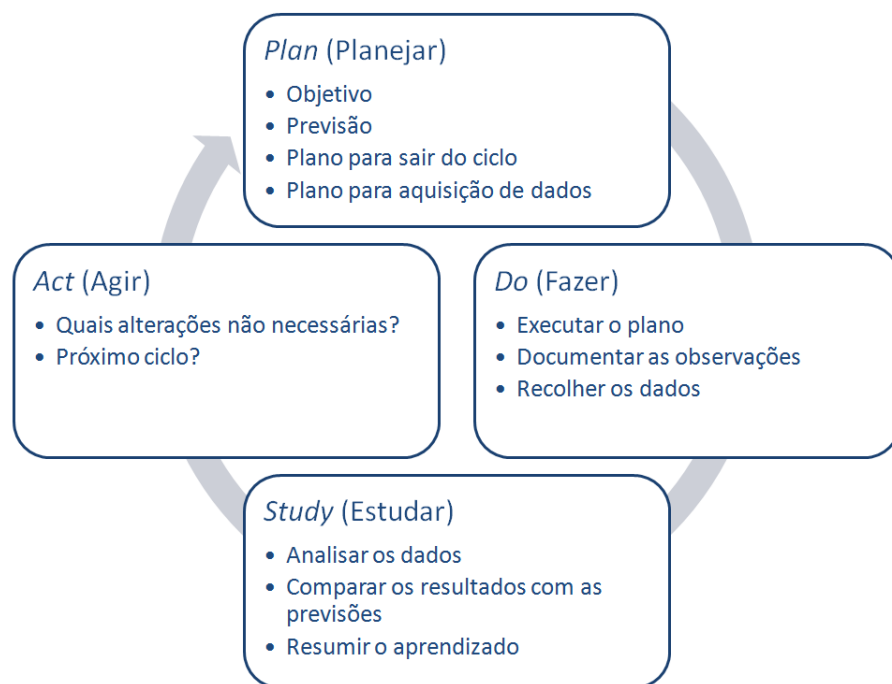 Plan (Planejar)
• Objetivo
• Previsão
• Plano para sair do ciclo
• Plano para aquisição de dados
Act (Agir)
• Quais alterações não necessárias?
• Próximo ciclo?
Do (Fazer)
• Executar o plano
• Documentar as observações
• Recolher os dados
Study (Estudar)
• Analisar os dados
• Comparar os resultados com as
previsões
• Resumir o aprendizado